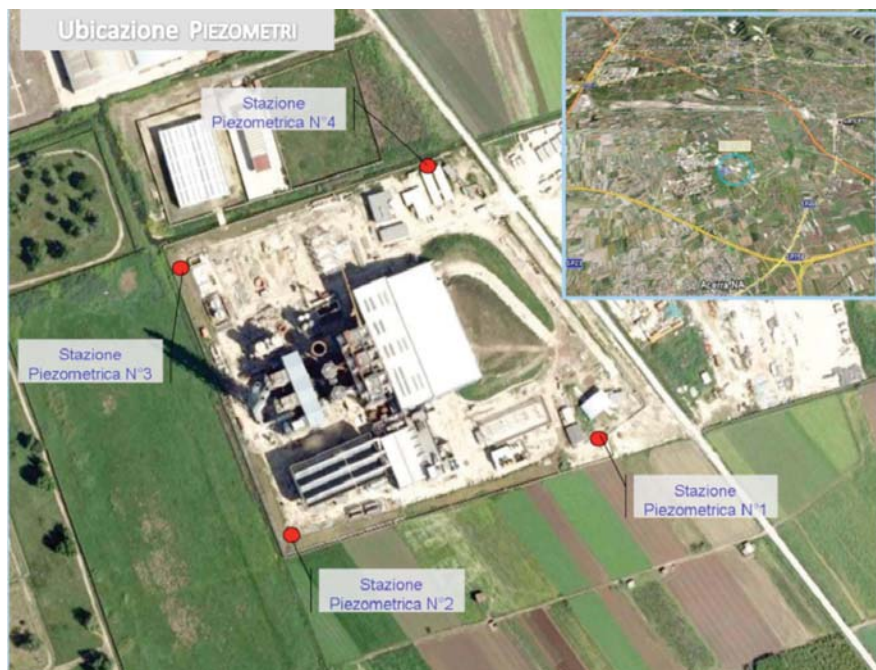 Ubicazione PIEZOMETRI
Stazione
Piezometrica N°4
Stazione
Piezometrica N°3
Stazione
Piezometrica N°1
Stazione
Piezometrica N°2
Acerra NA